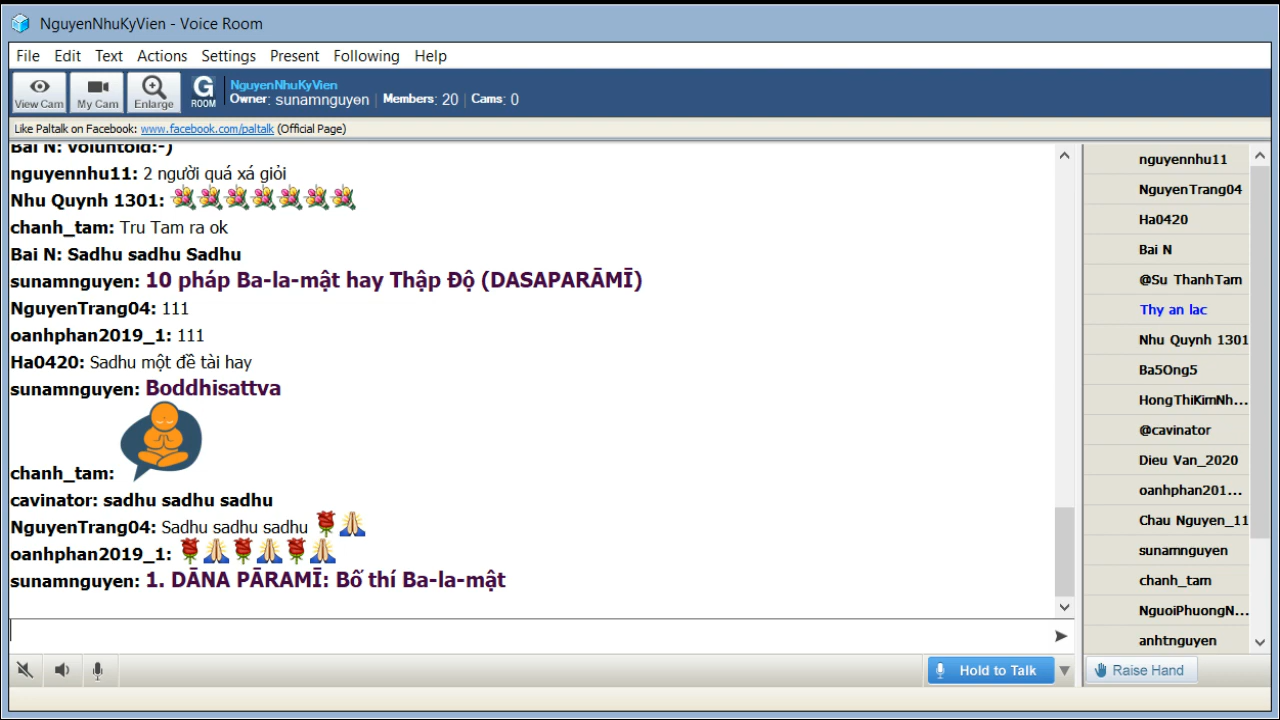 NguyenNhuKyVien - Voice Room
File Edit Text Actions Settings Present Following Help
View Cam My Cam Enlarge G ROOM
NguyenNhuKyVien
Owner: sunamnguyen | Members: 20 | Cams: 0
Like Paltalk on Facebook: www.facebook.com/paltalk (Official Page)
Bai N: voluntold:-)
nguyennhu11: 2 người quá xá giỏi
Nhu Quynh 1301:
chanh_tam: Tru Tam ra ok
Bai N: Sadhu sadhu Sadhu
sunamnguyen: 10 pháp Ba-la-mật hay Thập Độ (DASAPARĀMĪ)
NguyenTrang04: 111
oanhphan2019_1: 111
Ha0420: Sadhu một đề tài hay
sunamnguyen: Boddhisattva
chanh_tam:
cavinator: sadhu sadhu sadhu
NguyenTrang04: Sadhu sadhu sadhu
oanhphan2019_1:
sunamnguyen: 1. DĀNA PĀRAMĪ: Bố thí Ba-la-mật
nguyennhu11
NguyenTrang04
Ha0420
Bai N
@Su ThanhTam
Thy an lac
Nhu Quynh 1301
Ba5Ong5
HongThiKimNh...
@cavinator
Dieu Van_2020
oanhphan201...
Chau Nguyen_11
sunamnguyen
chanh_tam
NguoiPhuongN...
anhtnguyen
Hold to Talk
Raise Hand